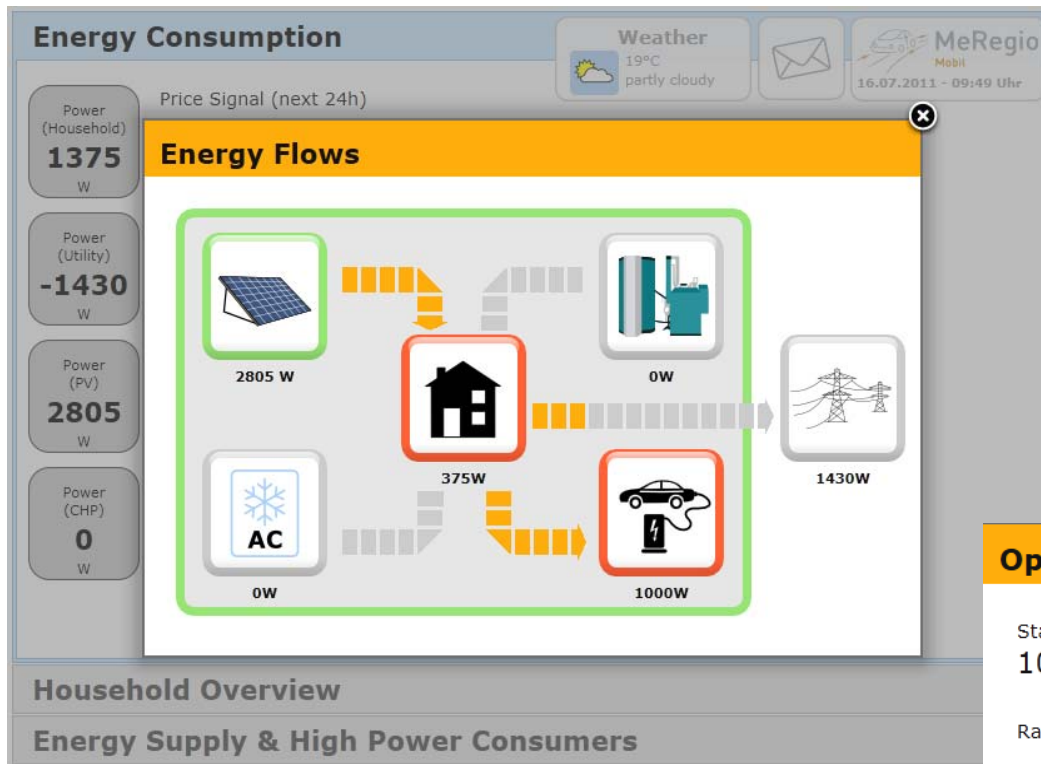 Energy Consumption
Weather
19°C
partly cloudy
MeRegio
Mobil
16.07.2011 - 09:49 Uhr
Price Signal (next 24h)
Power
(Household)
1375
W
Power
(Utility)
-1430
W
Power
(PV)
2805
W
Power
(CHP)
0
W
Energy Flows
2805 W
0W
375W
1430W
AC
0W
1000W
Household Overview
Energy Supply & High Power Consumers
Op
Sta
10
Ra